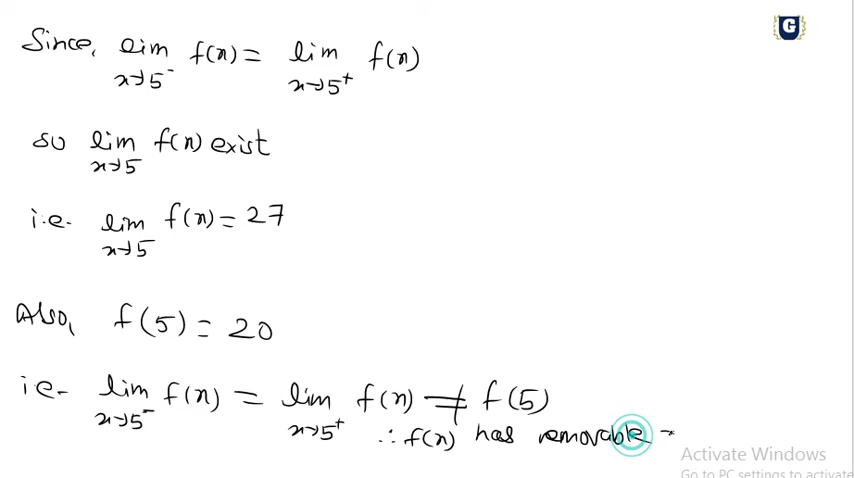 G
Since, lim x→5⁻ f(x) = lim x→5⁺ f(x)
so lim x→5 f(x) exist
i.e. lim x→5 f(x) = 27
Also, f(5) = 20
i.e- lim x→5⁻ f(x) = lim x→5⁺ f(x) ≠ f(5)
∴ f(x) has removable
Activate Windows
Go to PC settings to activate